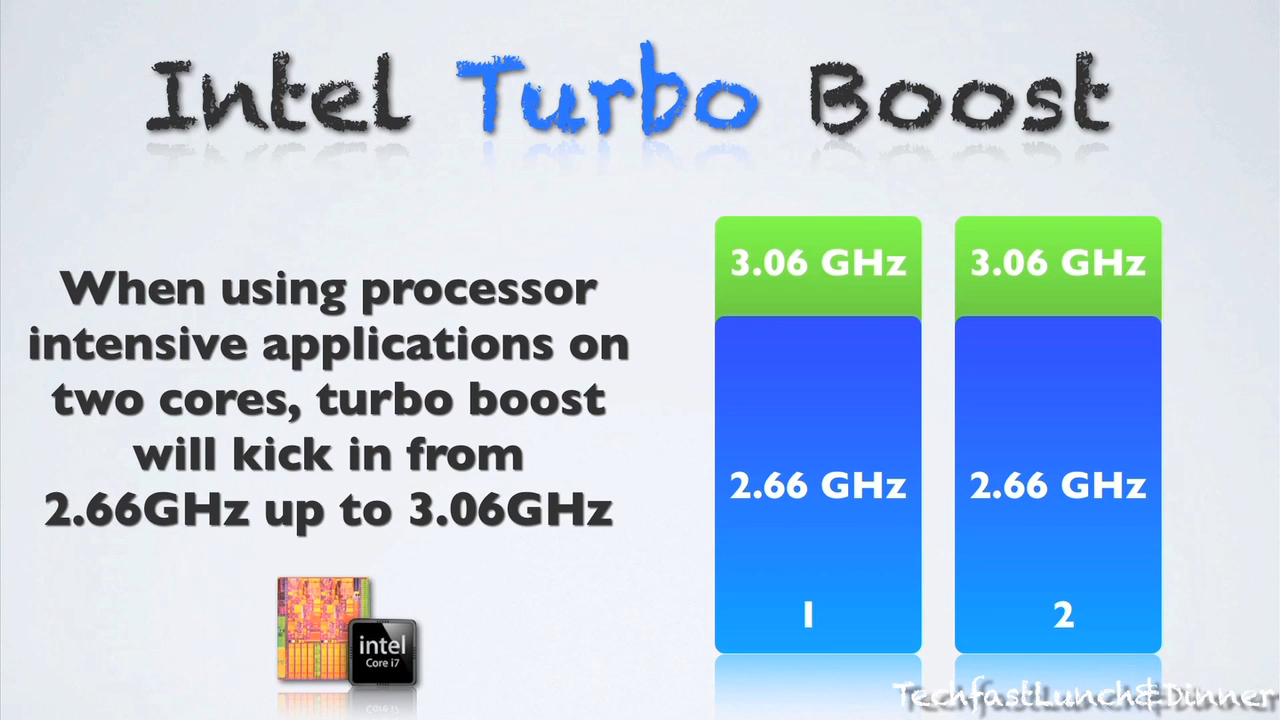 Intel Turbo Boost
When using processor
intensive applications on
two cores, turbo boost
will kick in from
2.66GHz up to 3.06GHz
3.06 GHz
2.66 GHz
1
3.06 GHz
2.66 GHz
2
intel
Core i7
TechfastLunch&Dinner